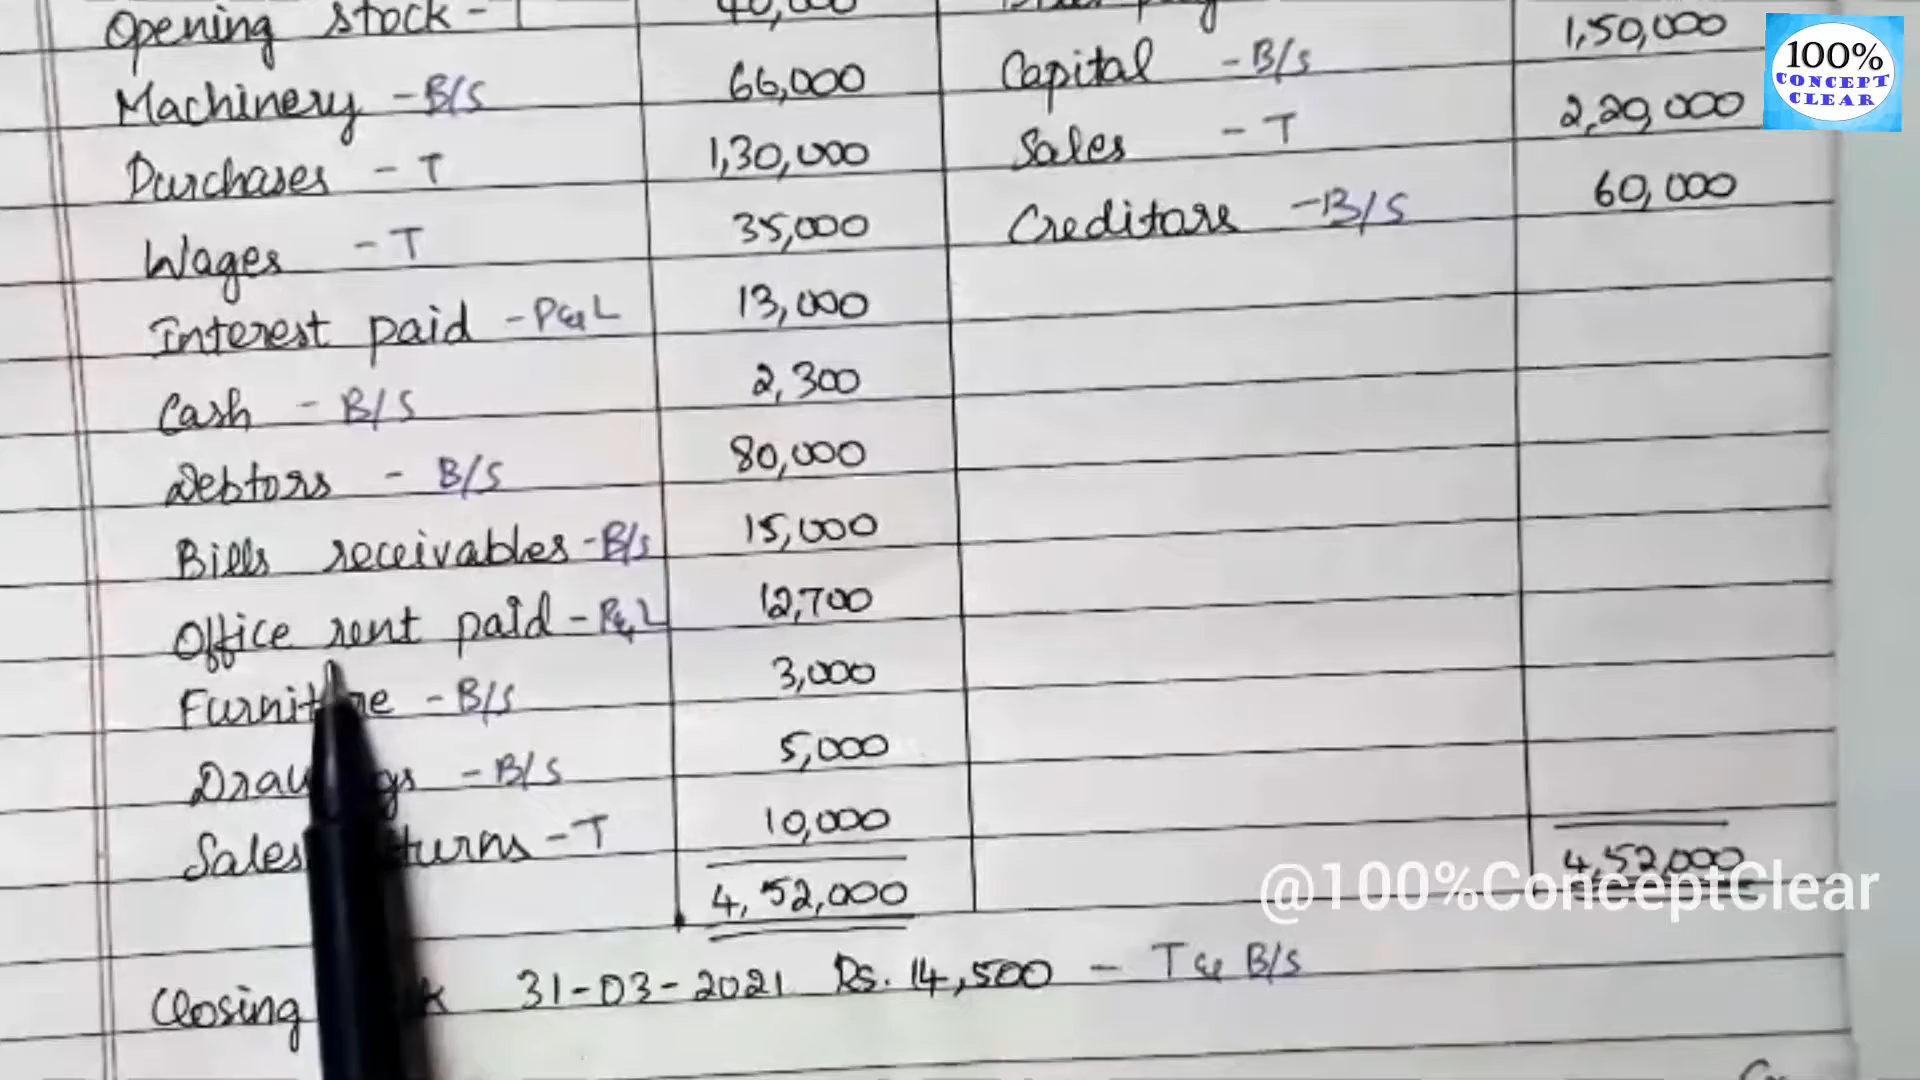 Opening stock - T 40,000
Machinery - B/S 66,000 Capital - B/S 1,50,000
Purchases - T 1,30,000 Sales - T 2,20,000
Wages - T 35,000 Creditors - B/S 60,000
Interest paid - P&L 13,000
Cash - B/S 2,300
Debtors - B/S 80,000
Bills receivables - B/S 15,000
Office rent paid - P&L 12,700
Furniture - B/S 3,000
Drawings - B/S 5,000
Sales returns - T 10,000
4,52,000 4,52,000
Closing 31-03-2021 Rs. 14,500 - T & B/S
100%
CONCEPT
CLEAR
@100%ConceptClear